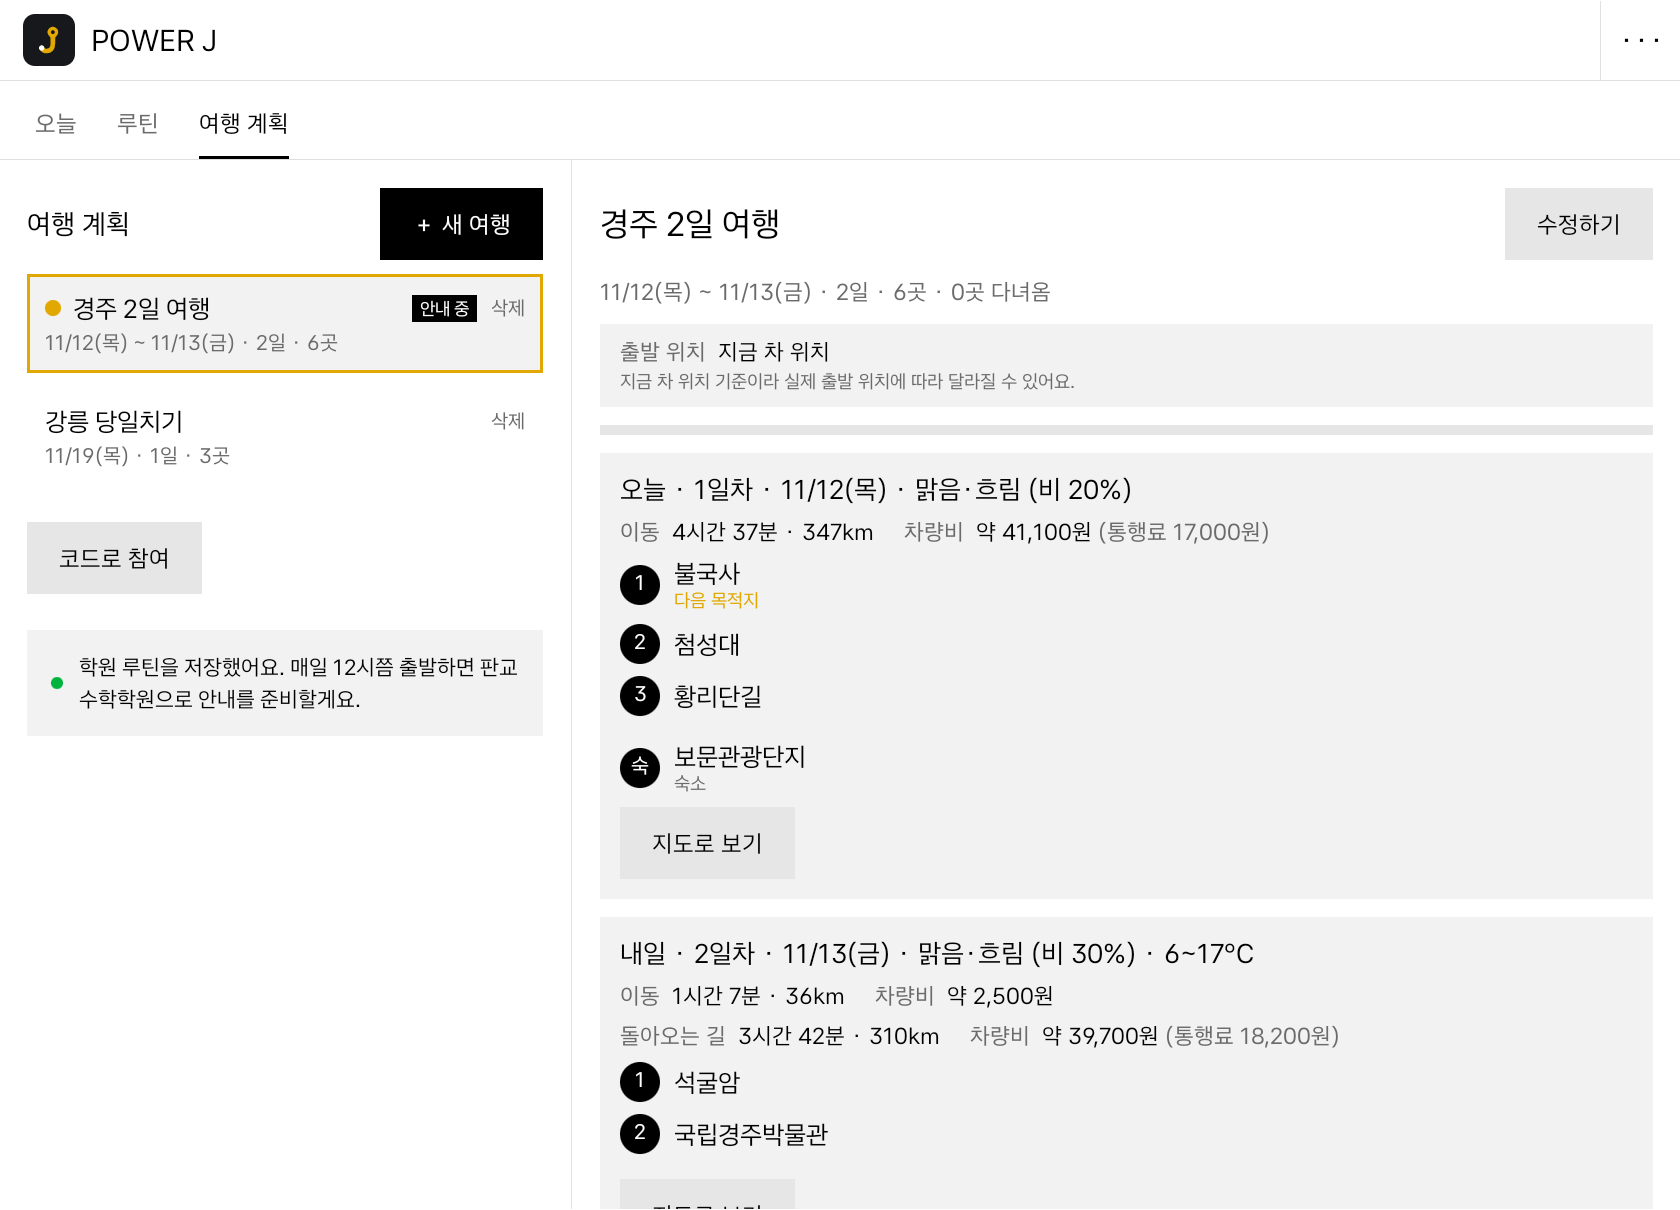 POWER J
···
오늘
루틴
여행 계획
여행 계획
+ 새 여행
경주 2일 여행
안내 중
삭제
11/12(목) ~ 11/13(금) · 2일 · 6곳
강릉 당일치기
삭제
11/19(목) · 1일 · 3곳
코드로 참여
학원 루틴을 저장했어요. 매일 12시쯤 출발하면 판교
수학학원으로 안내를 준비할게요.
경주 2일 여행
수정하기
11/12(목) ~ 11/13(금) · 2일 · 6곳 · 0곳 다녀옴
출발 위치 지금 차 위치
지금 차 위치 기준이라 실제 출발 위치에 따라 달라질 수 있어요.
오늘 · 1일차 · 11/12(목) · 맑음·흐림 (비 20%)
이동 4시간 37분 · 347km 차량비 약 41,100원 (통행료 17,000원)
1 불국사
다음 목적지
2 첨성대
3 황리단길
숙 보문관광단지
숙소
지도로 보기
내일 · 2일차 · 11/13(금) · 맑음·흐림 (비 30%) · 6~17°C
이동 1시간 7분 · 36km 차량비 약 2,500원
돌아오는 길 3시간 42분 · 310km 차량비 약 39,700원 (통행료 18,200원)
1 석굴암
2 국립경주박물관